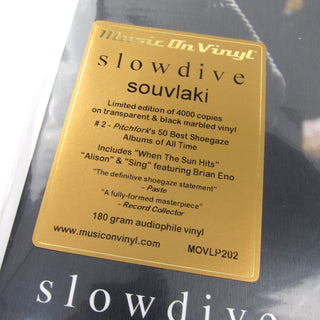 Music On Vinyl
slowdive
souvlaki
Limited edition of 4000 copies
on transparent & black marbled vinyl
# 2 - Pitchfork's 50 Best Shoegaze
Albums of All Time
Includes "When The Sun Hits"
"Alison" & "Sing" featuring Brian Eno
"The definitive shoegaze statement"
- Paste
"A fully-formed masterpiece"
- Record Collector
180 gram audiophile vinyl
www.musiconvinyl.com MOVLP202
slowdive